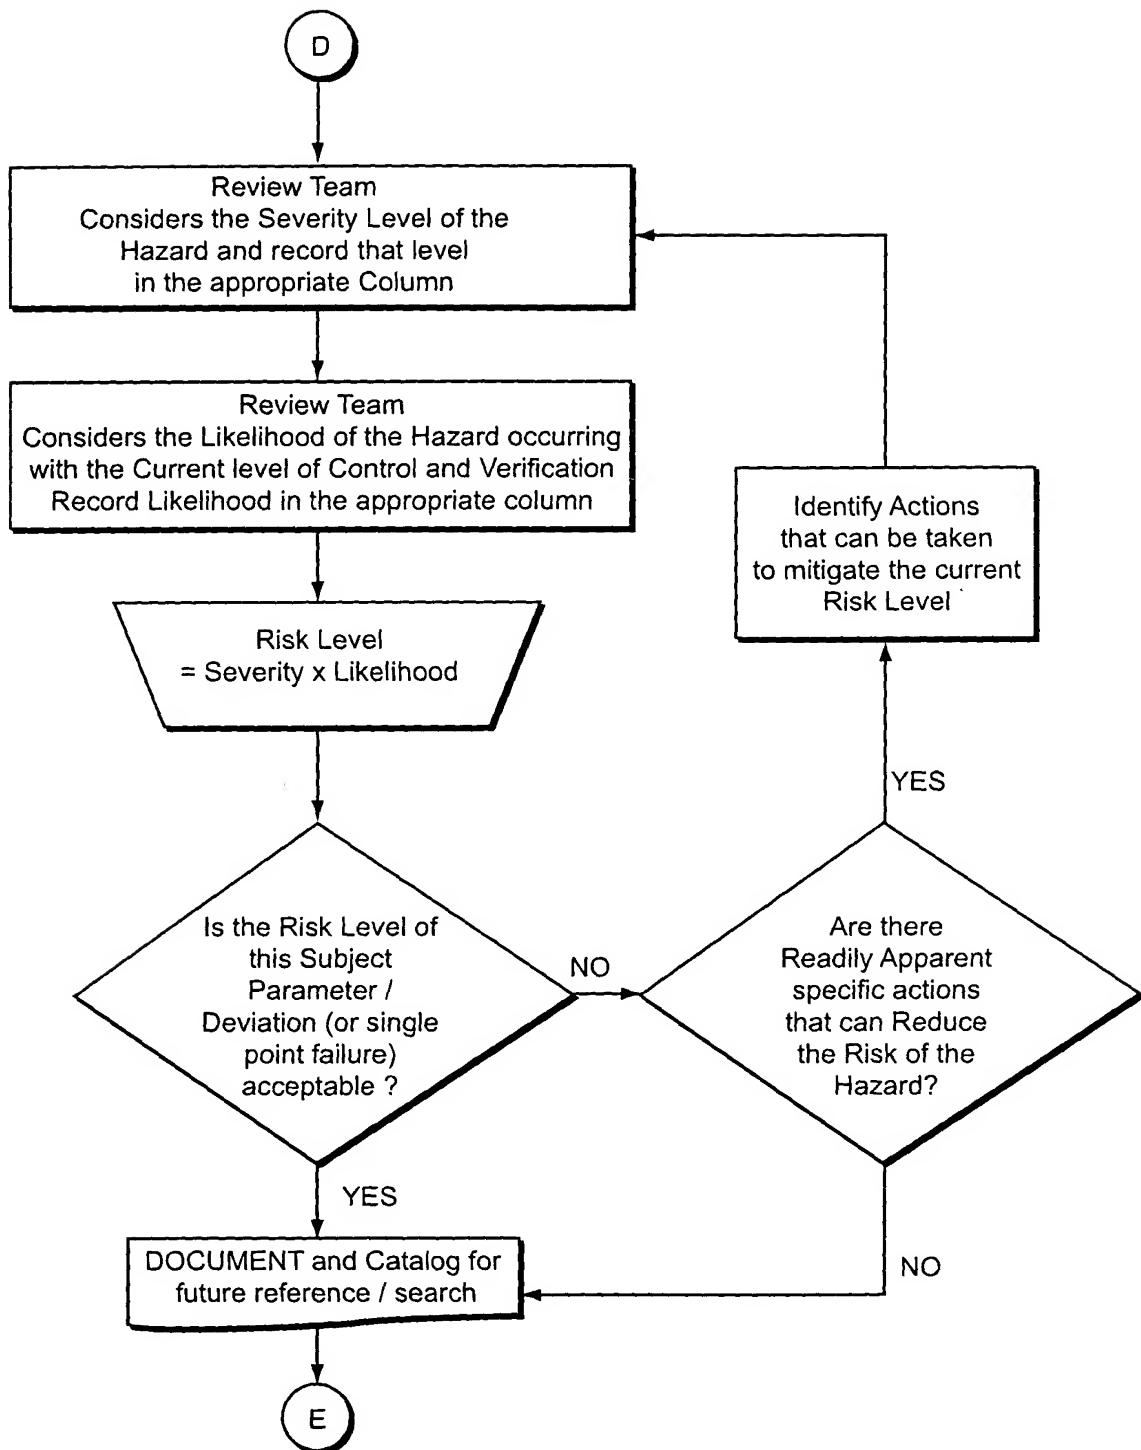 D
Review Team
Considers the Severity Level of the
Hazard and record that level
in the appropriate Column
Review Team
Considers the Likelihood of the Hazard occurring
with the Current level of Control and Verification
Record Likelihood in the appropriate column
Identify Actions
that can be taken
to mitigate the current
Risk Level
Risk Level
= Severity x Likelihood
YES
Is the Risk Level of
this Subject
Parameter /
Deviation (or single
point failure)
acceptable ?
NO
Are there
Readily Apparent
specific actions
that can Reduce
the Risk of the
Hazard?
YES
DOCUMENT and Catalog for
future reference / search
NO
E